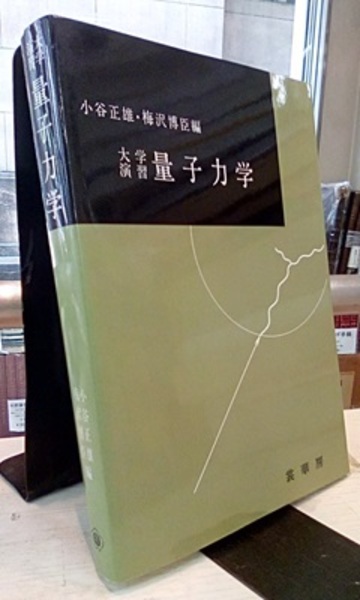 小谷正雄・梅沢博臣編
大学演習 量子力学
裳華房
大学演習 量子力学
小谷正雄
梅沢博臣 編